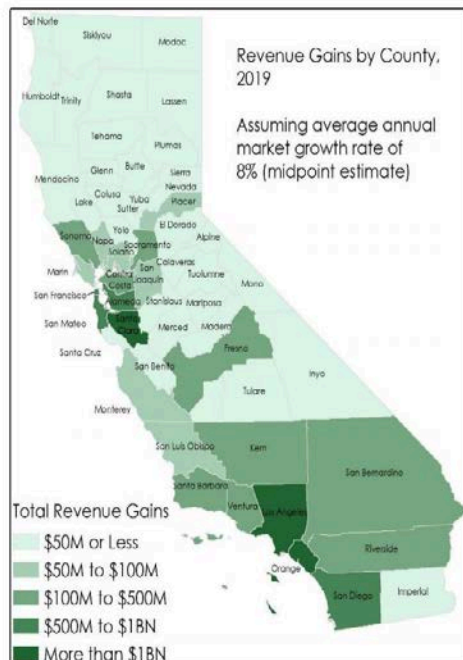 Del Norte
Siskiyou
Modoc
Revenue Gains by County,
2019
Humboldt
Trinity
Shasta
Lassen
Assuming average annual
market growth rate of
8% (midpoint estimate)
Tehama
Plumas
Mendocino
Glenn
Butte
Sierra
Nevada
Lake
Colusa
Yuba
Sutter
Placer
Sonoma
Napa
Yolo
El Dorado
Alpine
Sacramento
Solano
Marin
Contra
Costa
San
Joaquin
Calaveras
Tuolumne
Mono
San Francisco
Alameda
Stanislaus
Mariposa
San Mateo
Santa
Clara
Merced
Madera
Santa Cruz
Fresno
San Benito
Inyo
Tulare
Monterey
San Luis Obispo
Kern
San Bernardino
Santa Barbara
Ventura
Los Angeles
Total Revenue Gains
$50M or Less
$50M to $100M
$100M to $500M
$500M to $1BN
More than $1BN
Orange
Riverside
San Diego
Imperial